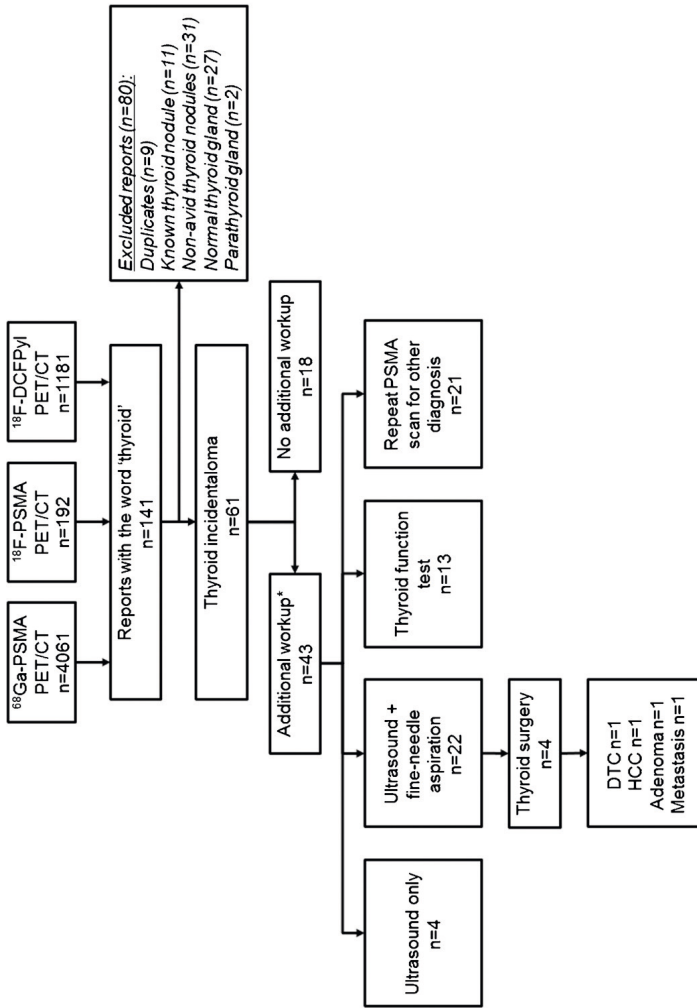 ⁶⁸Ga-PSMA
PET/CT
n=4061
¹⁸F-PSMA
PET/CT
n=192
¹⁸F-DCFPyl
PET/CT
n=1181
Reports with the word 'thyroid'
n=141
Excluded reports (n=80):
Duplicates (n=9)
Known thyroid nodule (n=11)
Non-avid thyroid nodules (n=31)
Normal thyroid gland (n=27)
Parathyroid gland (n=2)
Thyroid incidentaloma
n=61
Additional workup*
n=43
No additional workup
n=18
Ultrasound only
n=4
Ultrasound +
fine-needle
aspiration
n=22
Thyroid function
test
n=13
Repeat PSMA
scan for other
diagnosis
n=21
Thyroid surgery
n=4
DTC n=1
HCC n=1
Adenoma n=1
Metastasis n=1